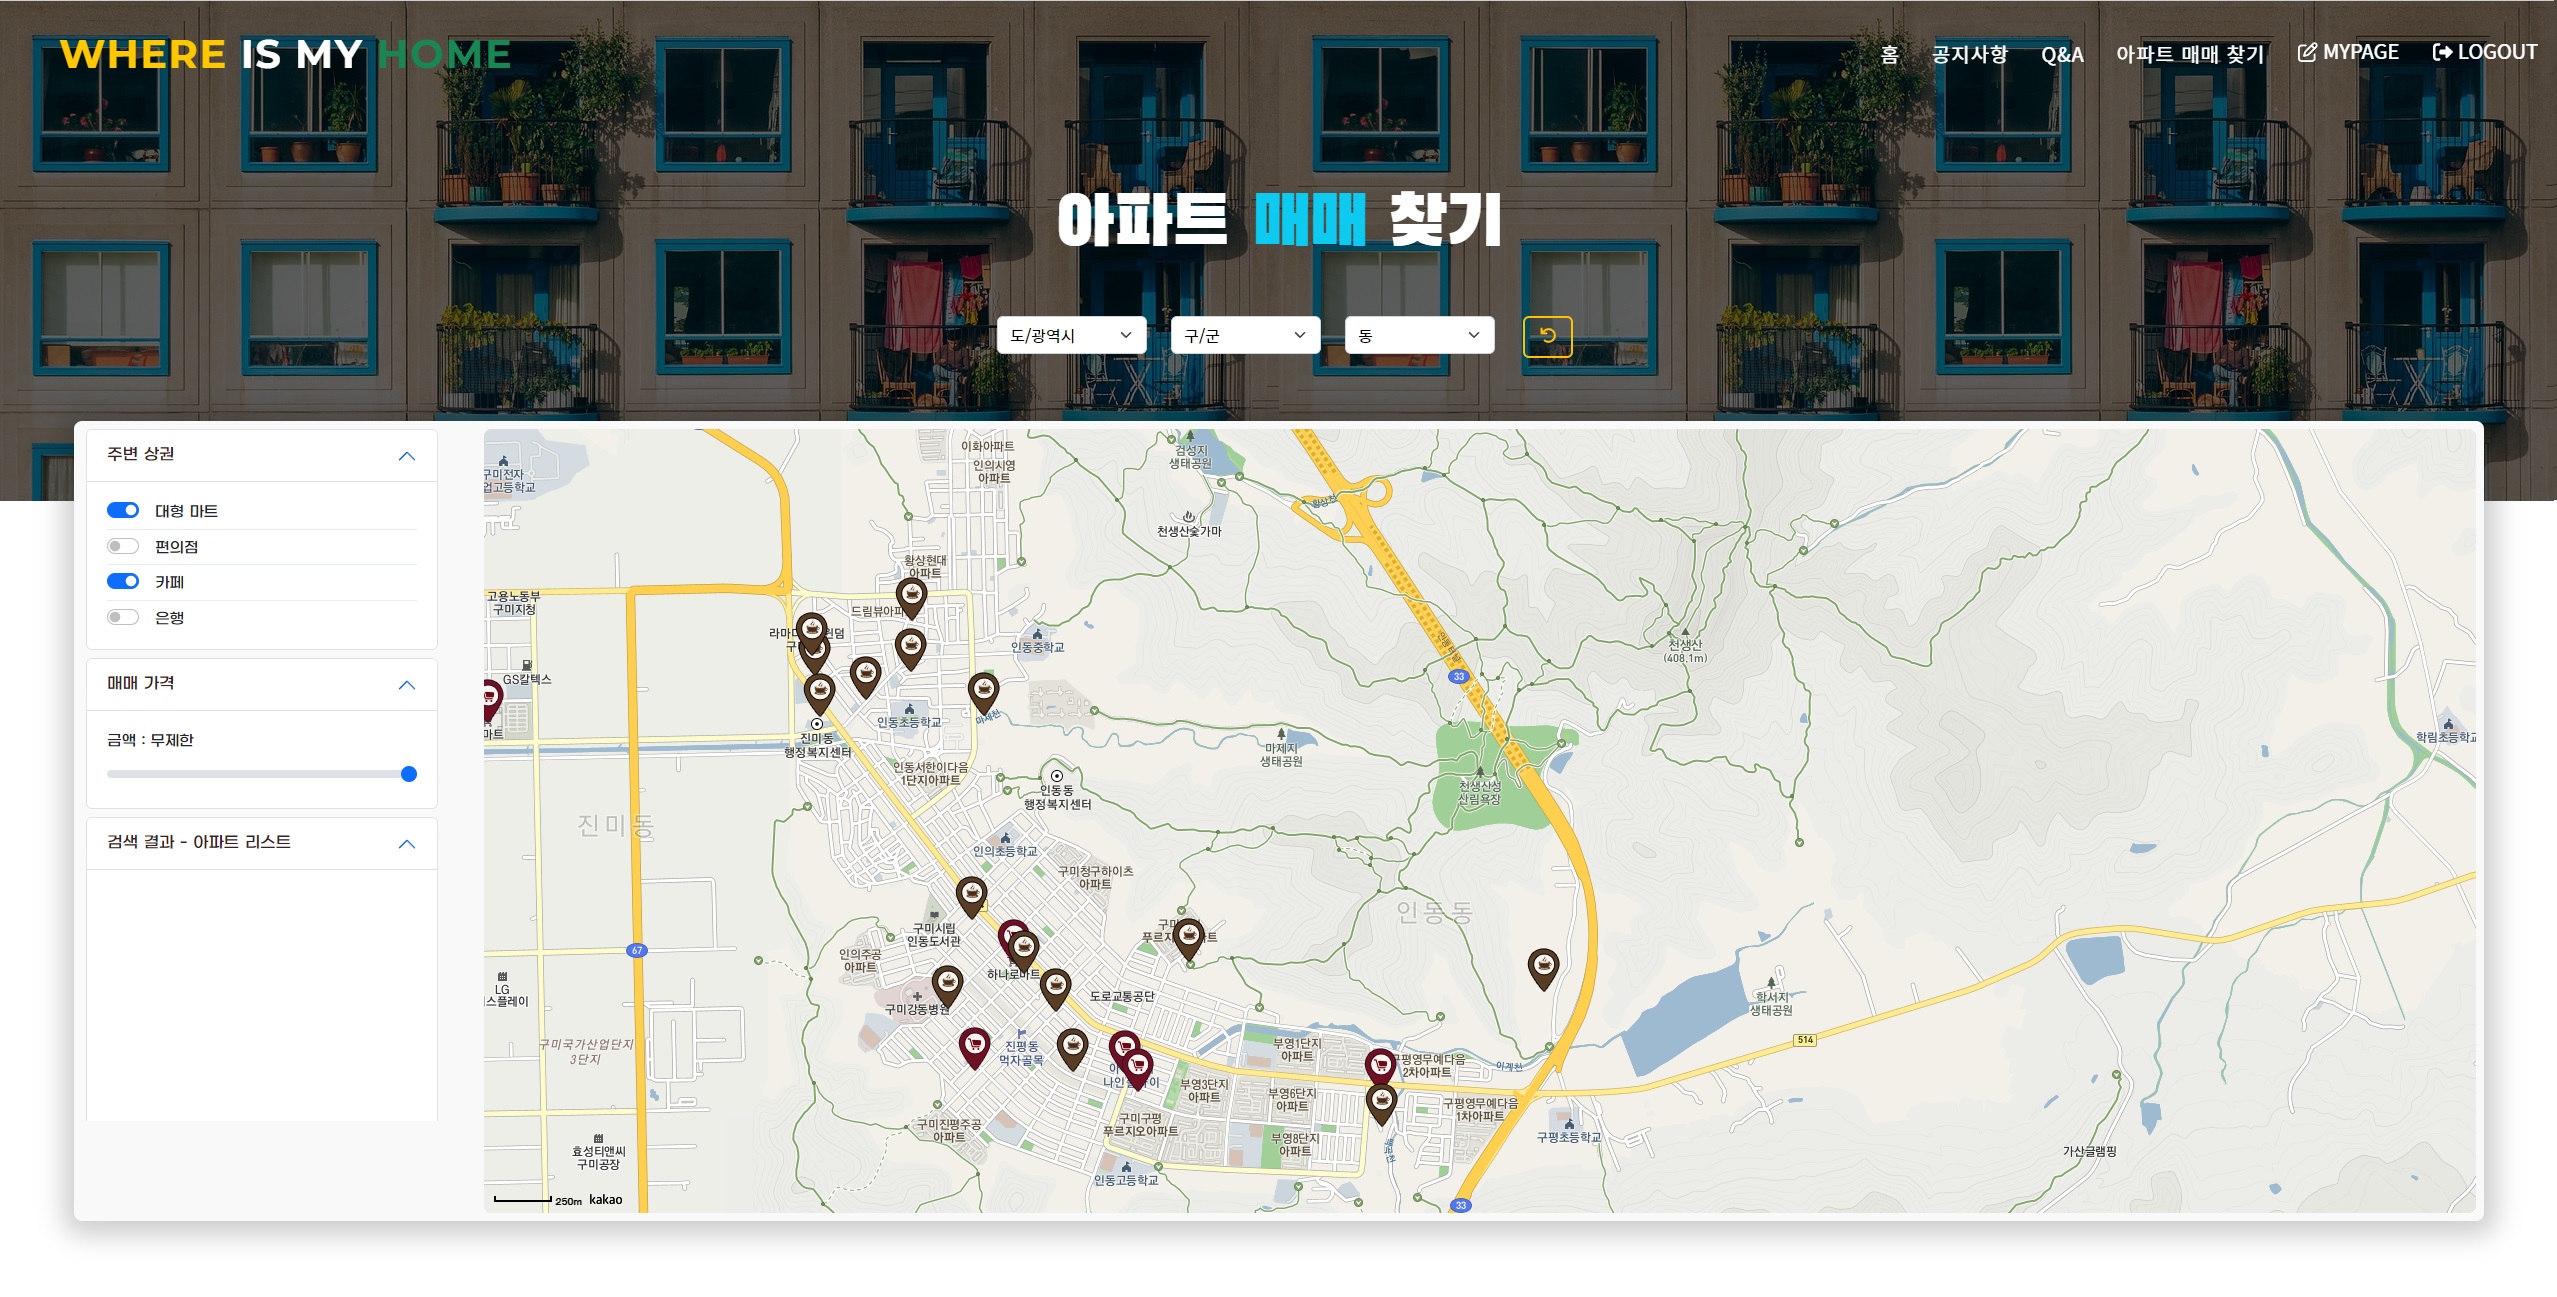 WHERE IS MY HOME
홈
공지사항
Q&A
아파트 매매 찾기
MYPAGE
LOGOUT
아파트 매매 찾기
도/광역시
구/군
동
주변 상권
대형 마트
편의점
카페
은행
매매 가격
금액 : 무제한
검색 결과 - 아파트 리스트
구미전자
업고등학교
이화아파트
인의시영
아파트
검성지
생태공원
천생산숯가마
황상현대
아파트
고용노동부
구미지청
드림뷰아파
인동중학교
GS칼텍스
마트
인동초등학교
진미동
행정복지센터
인동서한이다음
1단지아파트
인동동
행정복지센터
마제지
생태공원
천생산
(408.1m)
33
천생산성
산림욕장
학림초등학교
진미동
인의초등학교
구미청구하이츠
아파트
구미시립
인동도서관
인의주공
아파트
하나로마트
인동동
67
LG
스플레이
구미강동병원
도로교통공단
학서지
생태공원
구미국가산업단지
3단지
진평동
먹자골목
부영1단지
아파트
구평영무예다음
2차아파트
이계천
514
부영3단지
아파트
부영6단지
아파트
구평영무예다음
1차아파트
구미진평주공
아파트
구미구평
푸르지오아파트
부영8단지
아파트
구평초등학교
효성티앤씨
구미공장
인동고등학교
가산글램핑
250m
kakao
33